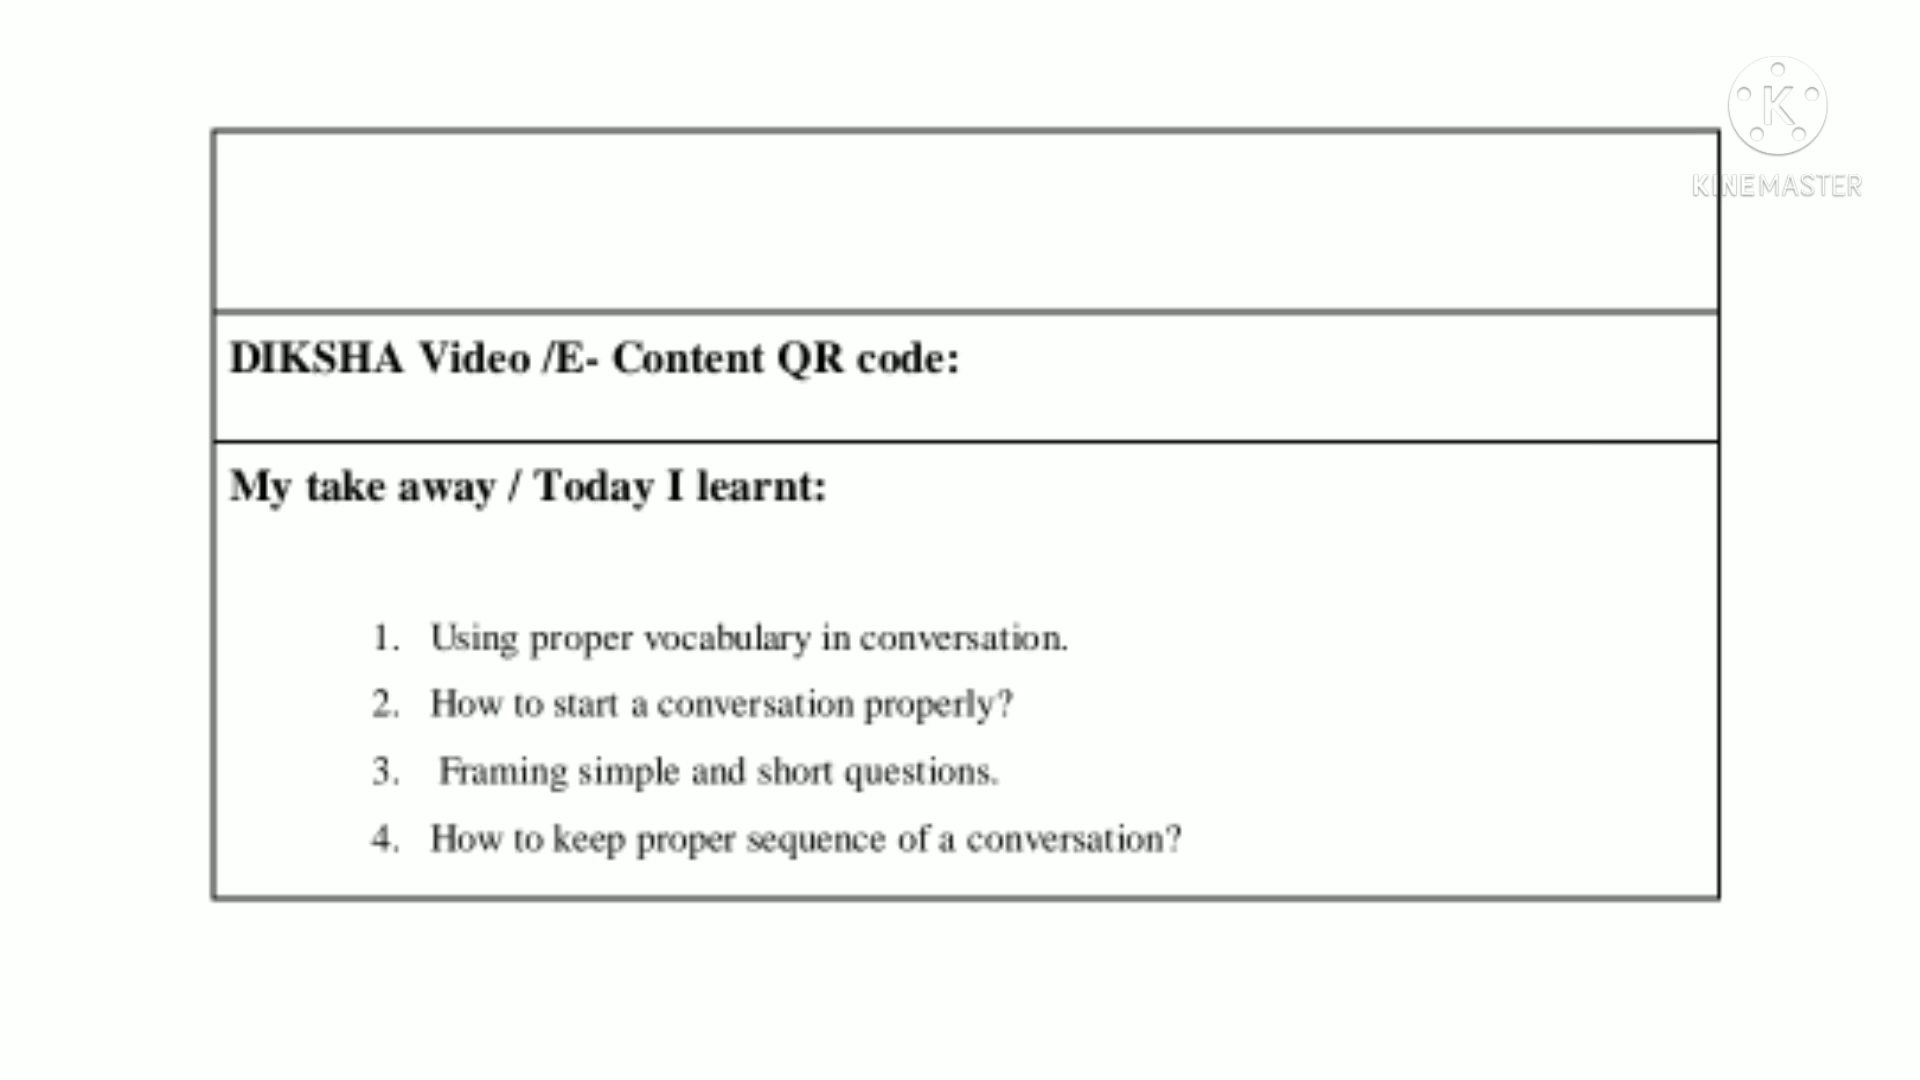 K
KINEMASTER
DIKSHA Video /E- Content QR code:
My take away / Today I learnt:
1. Using proper vocabulary in conversation.
2. How to start a conversation properly?
3. Framing simple and short questions.
4. How to keep proper sequence of a conversation?